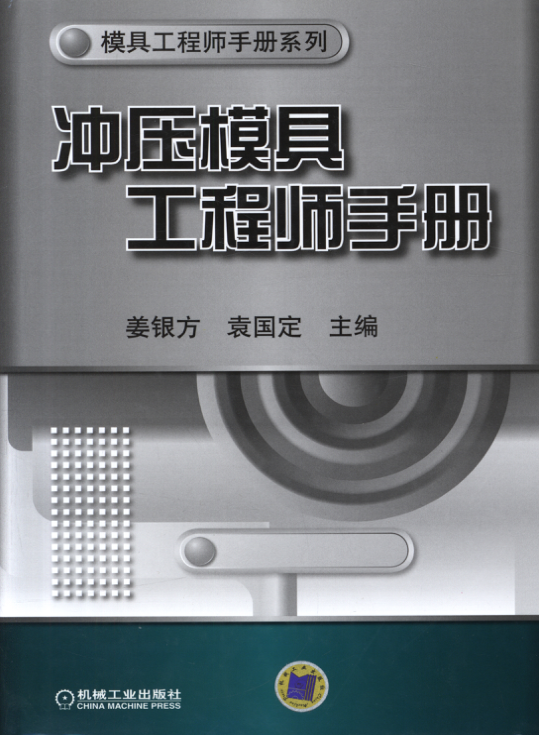 模具工程师手册系列
冲压模具
工程师手册
姜银方 袁国定 主编
机械工业出版社
CHINA MACHINE PRESS